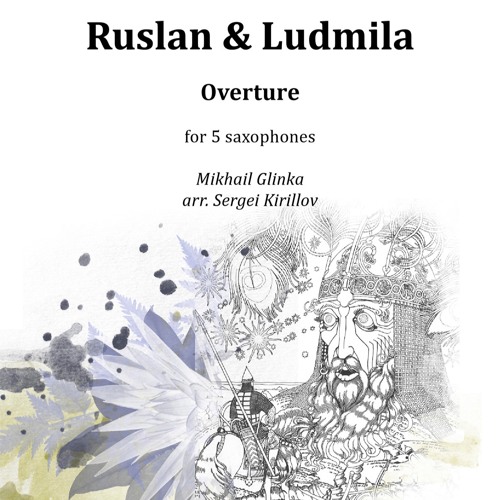 Ruslan & Ludmila
Overture
for 5 saxophones
Mikhail Glinka
arr. Sergei Kirillov